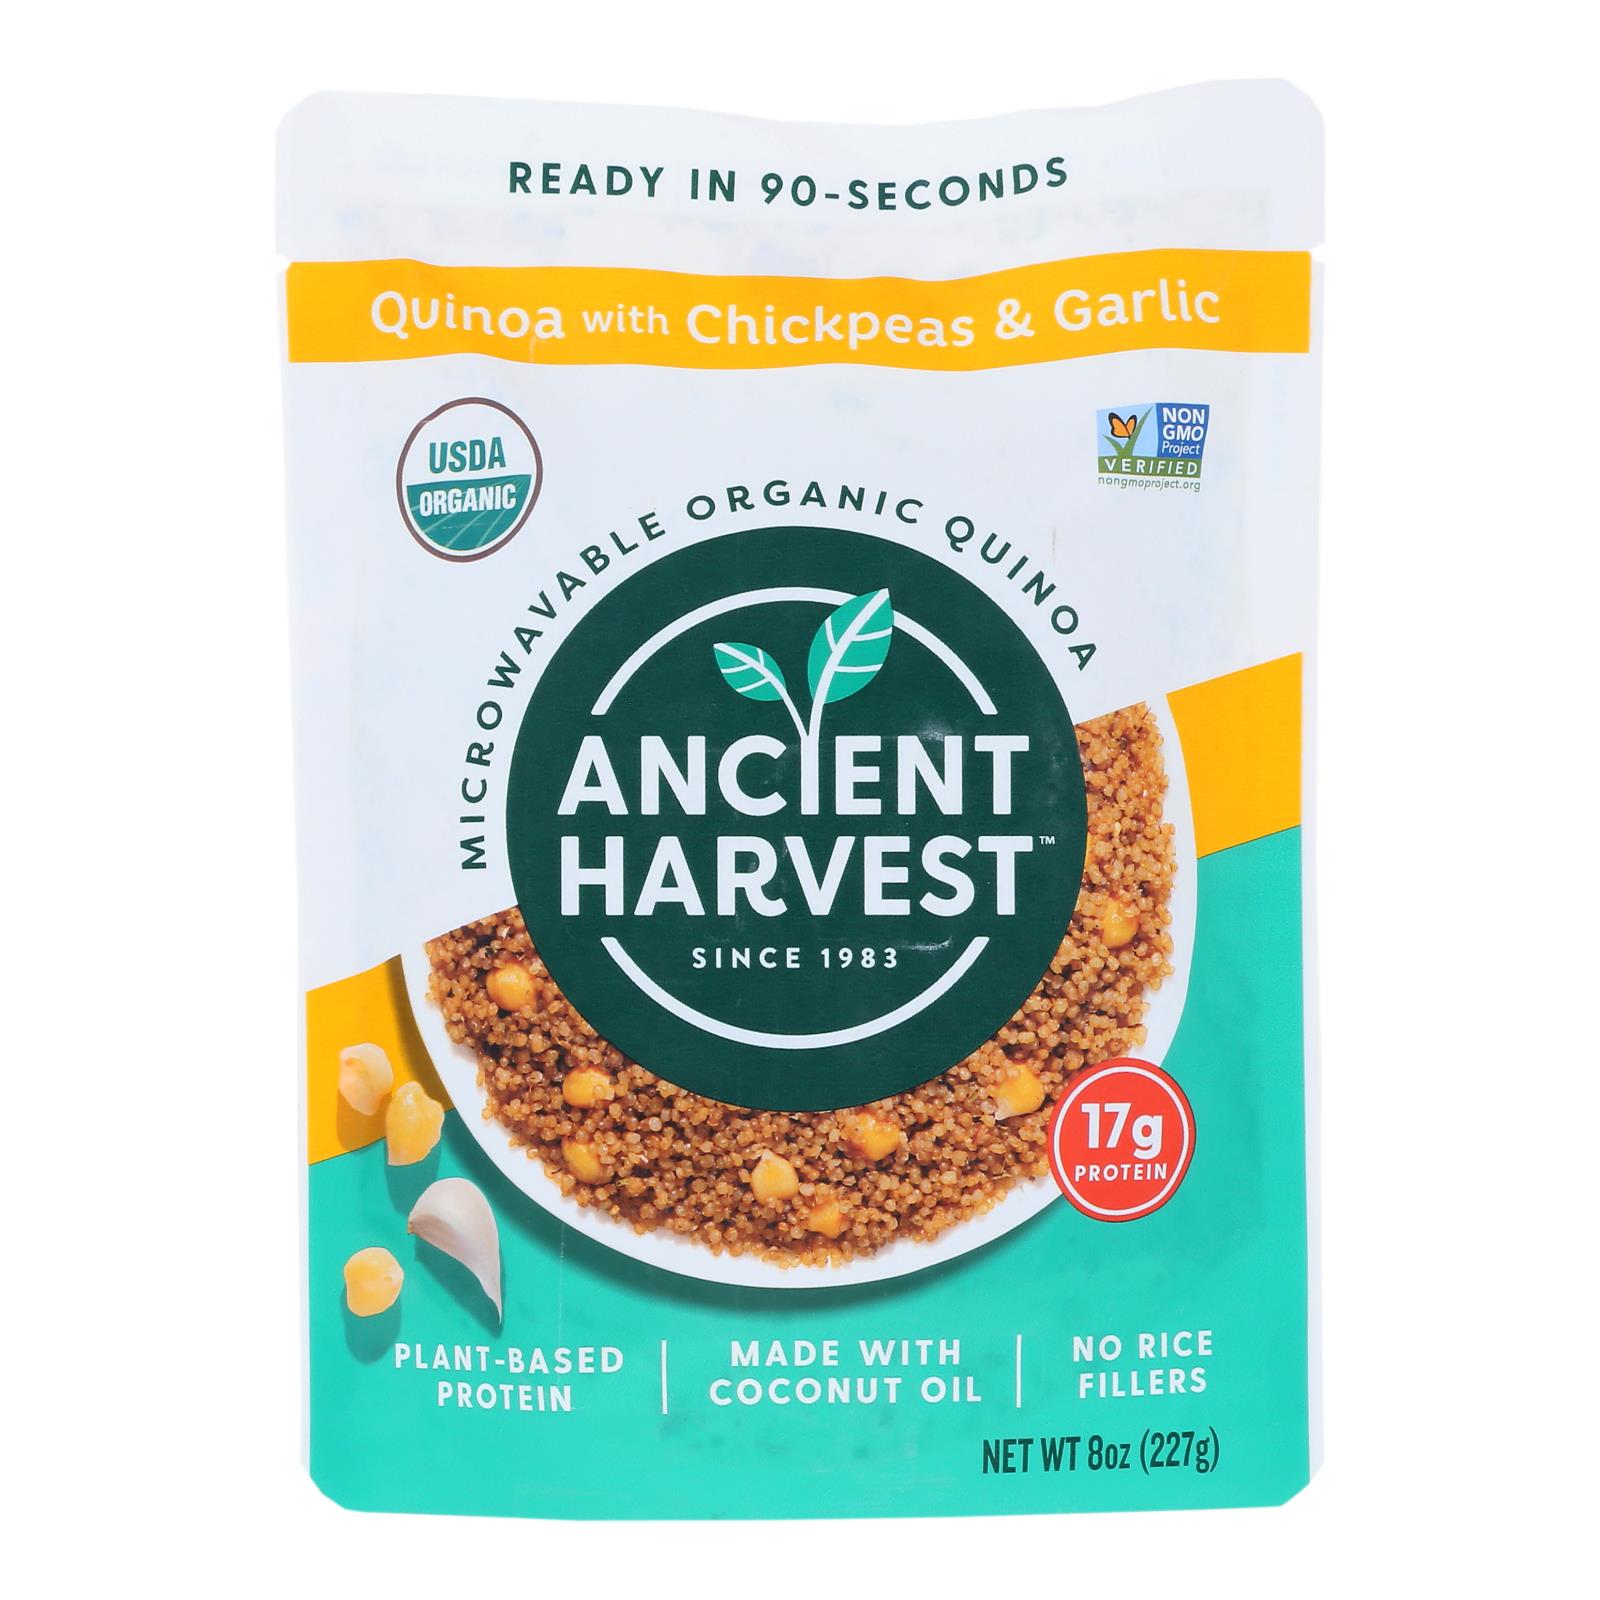 READY IN 90-SECONDS
Quinoa with Chickpeas & Garlic
USDA
ORGANIC
NON
GMO
Project
VERIFIED
nongmoproject.org
MICROWAVABLE ORGANIC QUINOA
ANCIENT
HARVEST™
SINCE 1983
17g
PROTEIN
PLANT-BASED
PROTEIN
MADE WITH
COCONUT OIL
NO RICE
FILLERS
NET WT 8oz (227g)